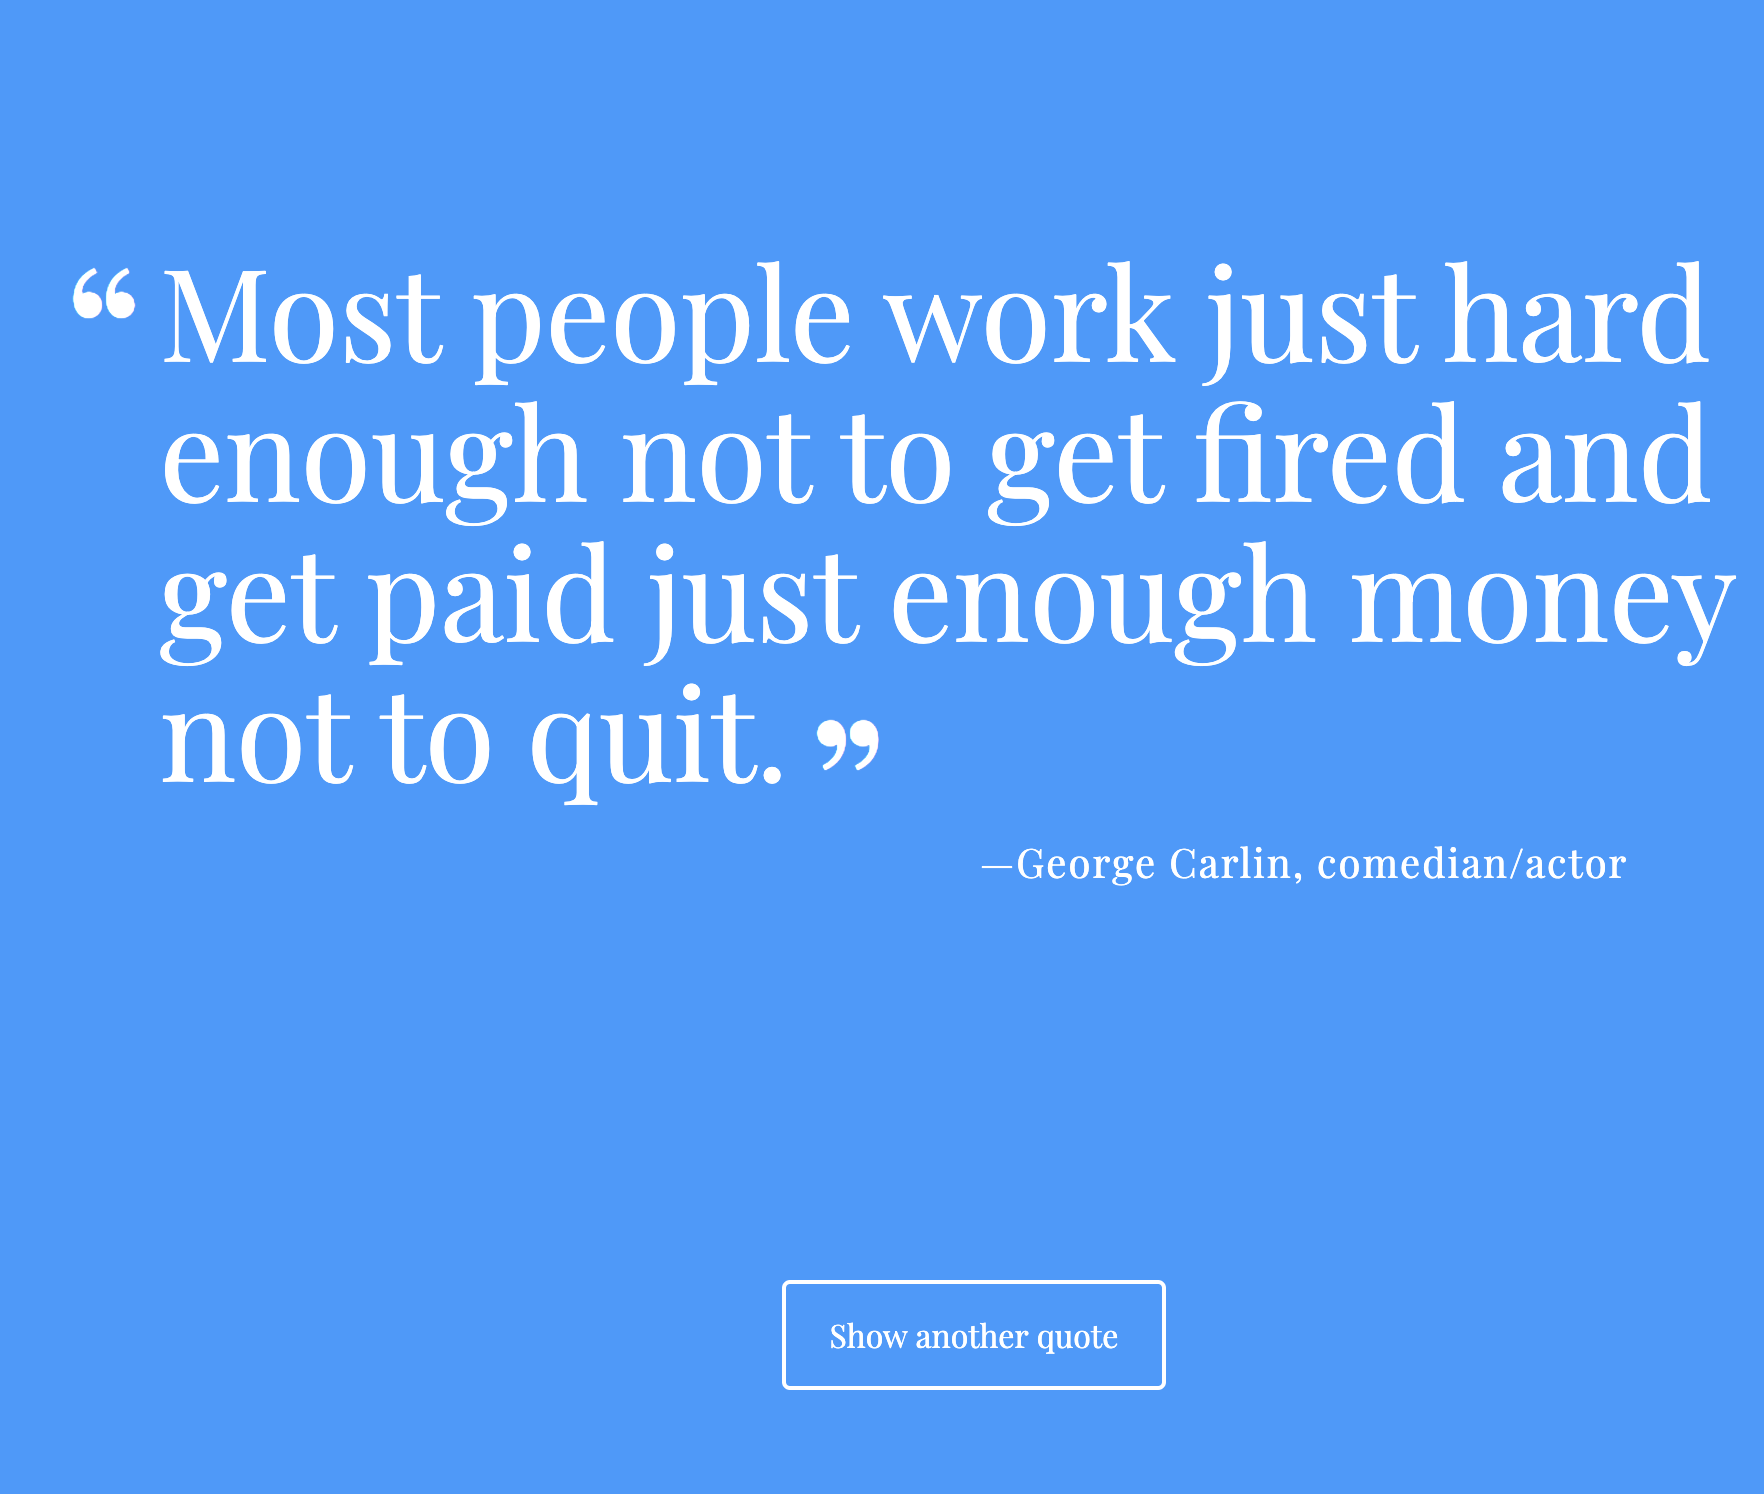 “Most people work just hard
enough not to get fired and
get paid just enough money
not to quit.”
—George Carlin, comedian/actor
Show another quote